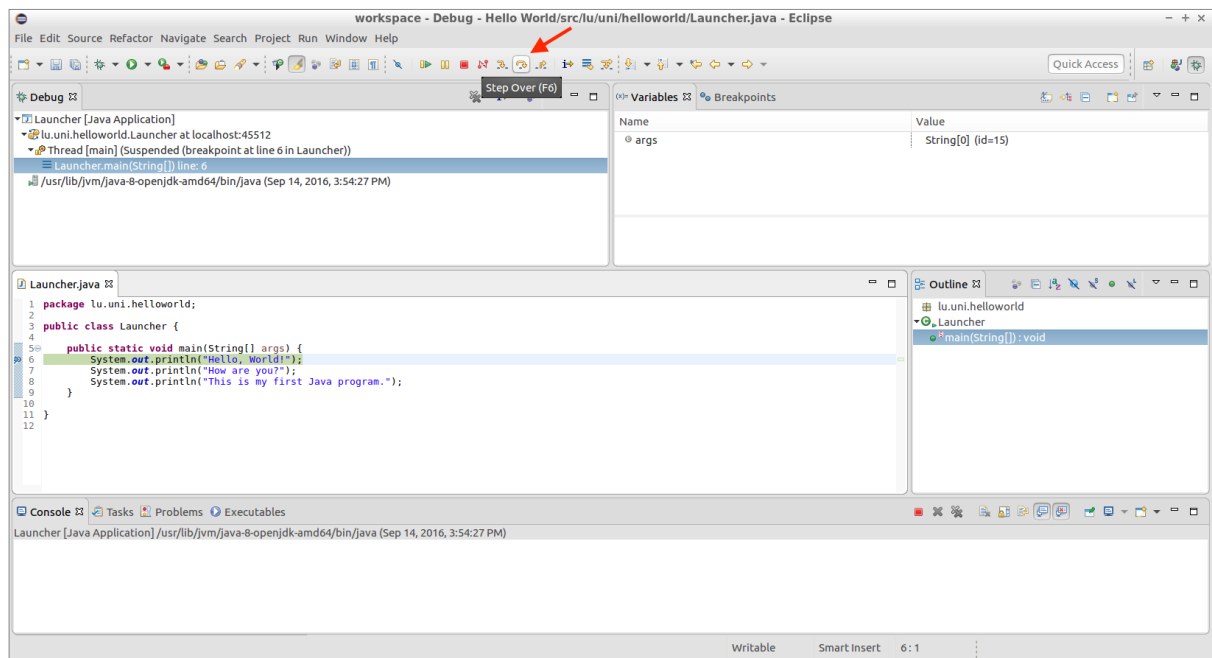 workspace - Debug - Hello World/src/lu/uni/helloworld/Launcher.java - Eclipse
File Edit Source Refactor Navigate Search Project Run Window Help
Quick Access
Step Over (F6)
Debug
Launcher [Java Application]
lu.uni.helloworld.Launcher at localhost:45512
Thread [main] (Suspended (breakpoint at line 6 in Launcher))
Launcher.main(String[]) line: 6
/usr/lib/jvm/java-8-openjdk-amd64/bin/java (Sep 14, 2016, 3:54:27 PM)
(x)= Variables Breakpoints
Name Value
args String[0] (id=15)
Launcher.java
1 package lu.uni.helloworld;
2
3 public class Launcher {
4
5 public static void main(String[] args) {
6 System.out.println("Hello, World!");
7 System.out.println("How are you?");
8 System.out.println("This is my first Java program.");
9 }
10
11 }
12
Outline
lu.uni.helloworld
Launcher
main(String[]) : void
Console Tasks Problems Executables
Launcher [Java Application] /usr/lib/jvm/java-8-openjdk-amd64/bin/java (Sep 14, 2016, 3:54:27 PM)
Writable Smart Insert 6 : 1